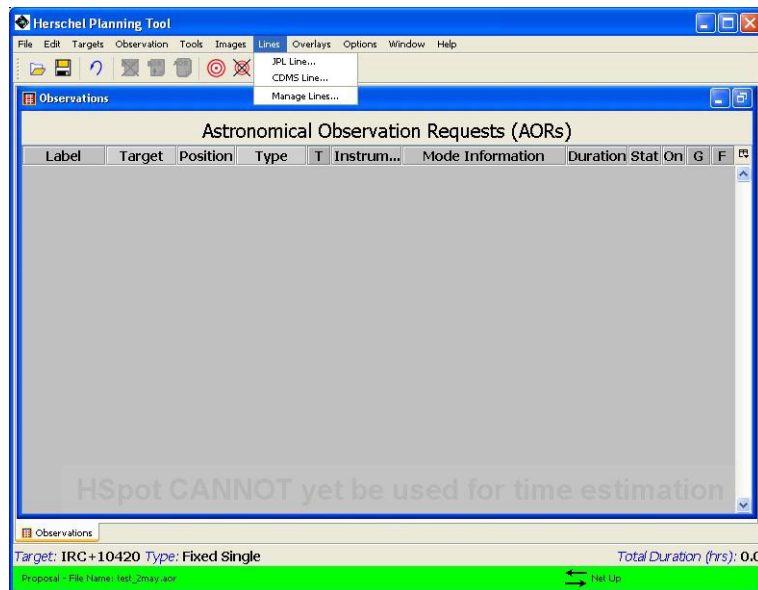 Herschel Planning Tool
File Edit Targets Observation Tools Images Lines Overlays Options Window Help
JPL Line...
CDMS Line...
Manage Lines...
Observations
Astronomical Observation Requests (AORs)
Label Target Position Type T Instrum... Mode Information Duration Stat On G F
HSpot CANNOT yet be used for time estimation
Observations
Target: IRC+10420 Type: Fixed Single Total Duration (hrs): 0.0
Proposal - File Name: test_2may.aor Net Up